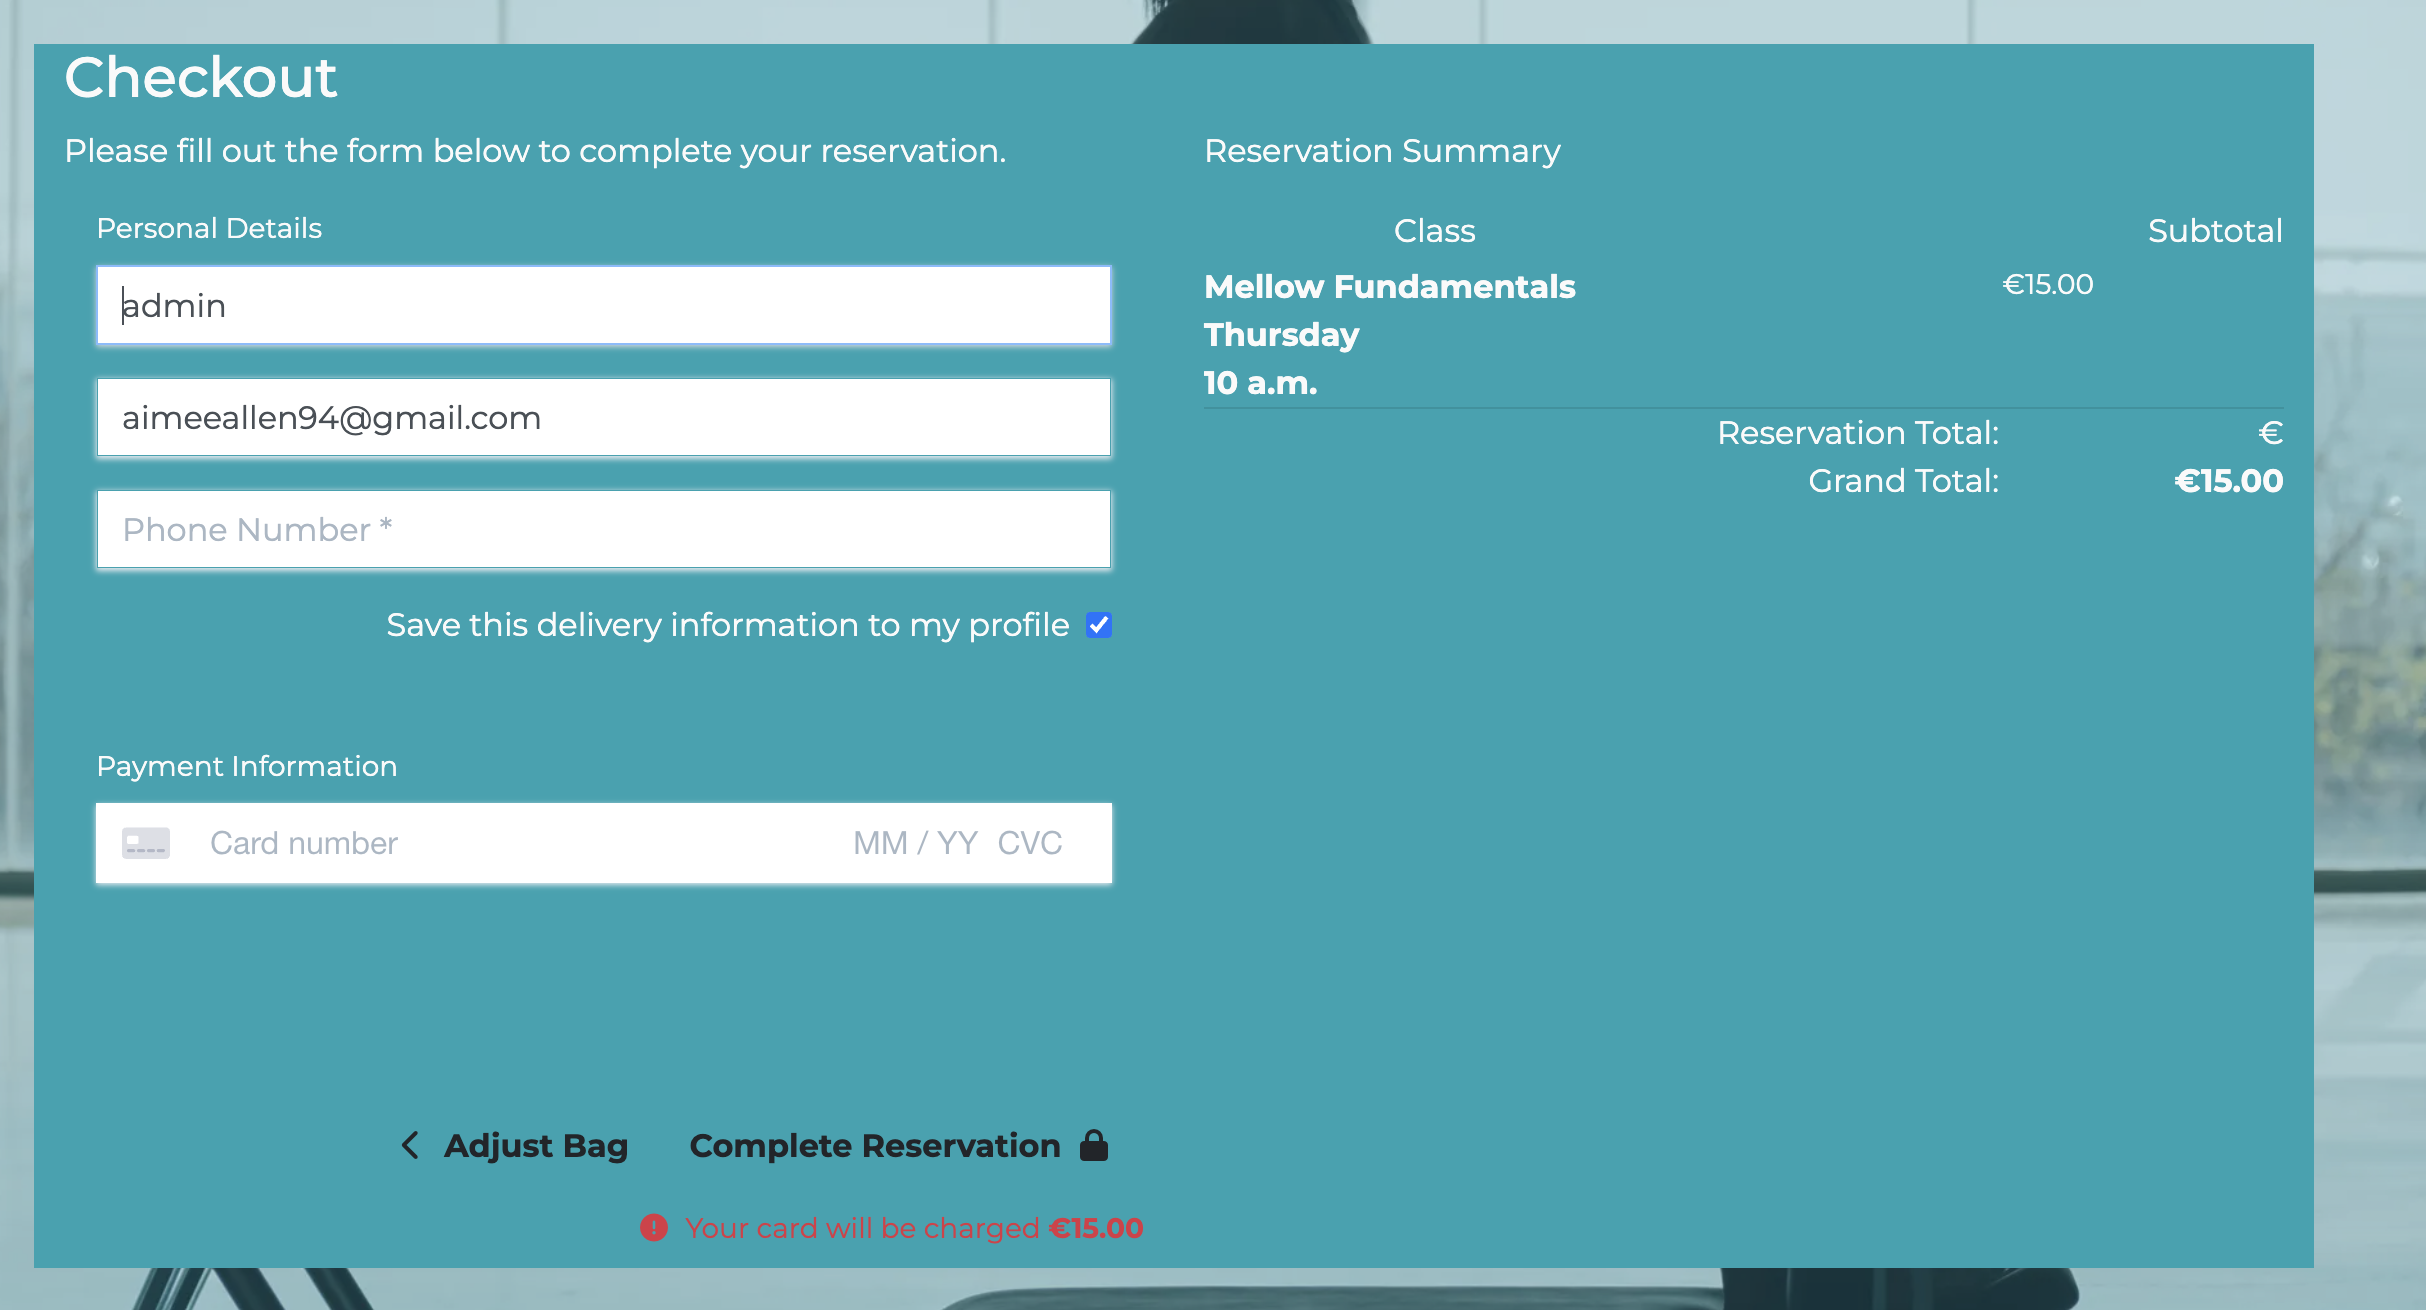 Checkout
Please fill out the form below to complete your reservation.
Personal Details
admin
aimeeallen94@gmail.com
Phone Number *
Save this delivery information to my profile
Payment Information
Card number MM / YY CVC
Adjust Bag Complete Reservation
Your card will be charged €15.00
Reservation Summary
Class Subtotal
Mellow Fundamentals €15.00
Thursday
10 a.m.
Reservation Total: €
Grand Total: €15.00